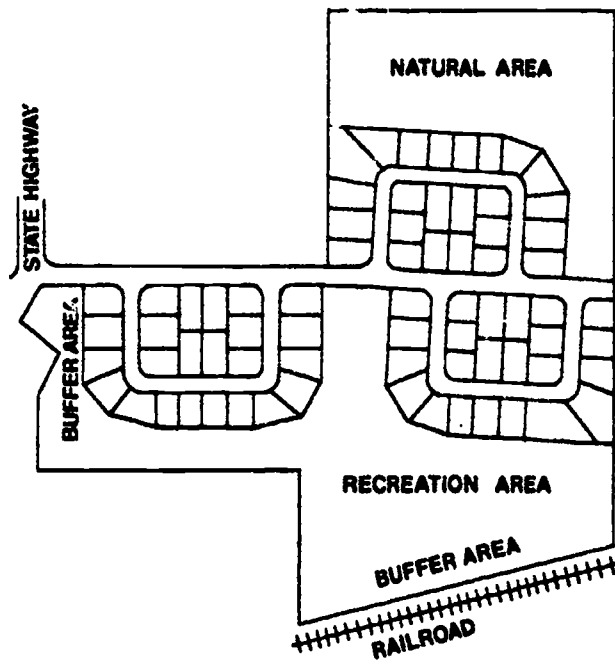 NATURAL AREA
STATE HIGHWAY
BUFFER AREA
RECREATION AREA
BUFFER AREA
RAILROAD